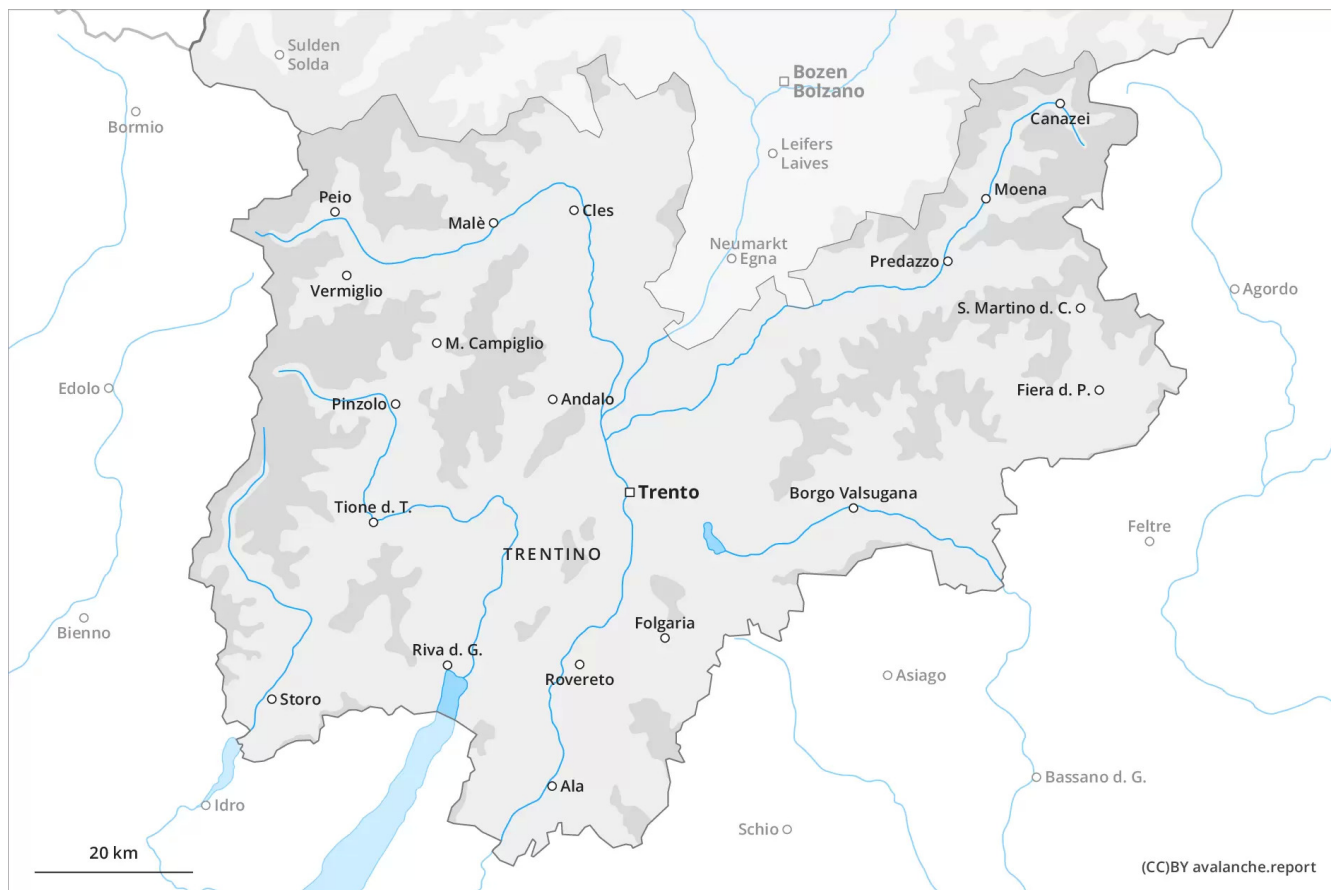 Sulden
Solda
Bozen
Bolzano
Bormio
Canazei
Leifers
Laives
Peio
Moena
Malè
Cles
Neumarkt
Egna
Predazzo
Vermiglio
Agordo
S. Martino d. C.
M. Campiglio
Edolo
Fiera d. P.
Pinzolo
Andalo
Trento
Borgo Valsugana
Tione d. T.
Feltre
TRENTINO
Bienno
Folgaria
Riva d. G.
Asiago
Rovereto
Storo
Bassano d. G.
Ala
Idro
Schio
20 km
(CC)BY avalanche.report